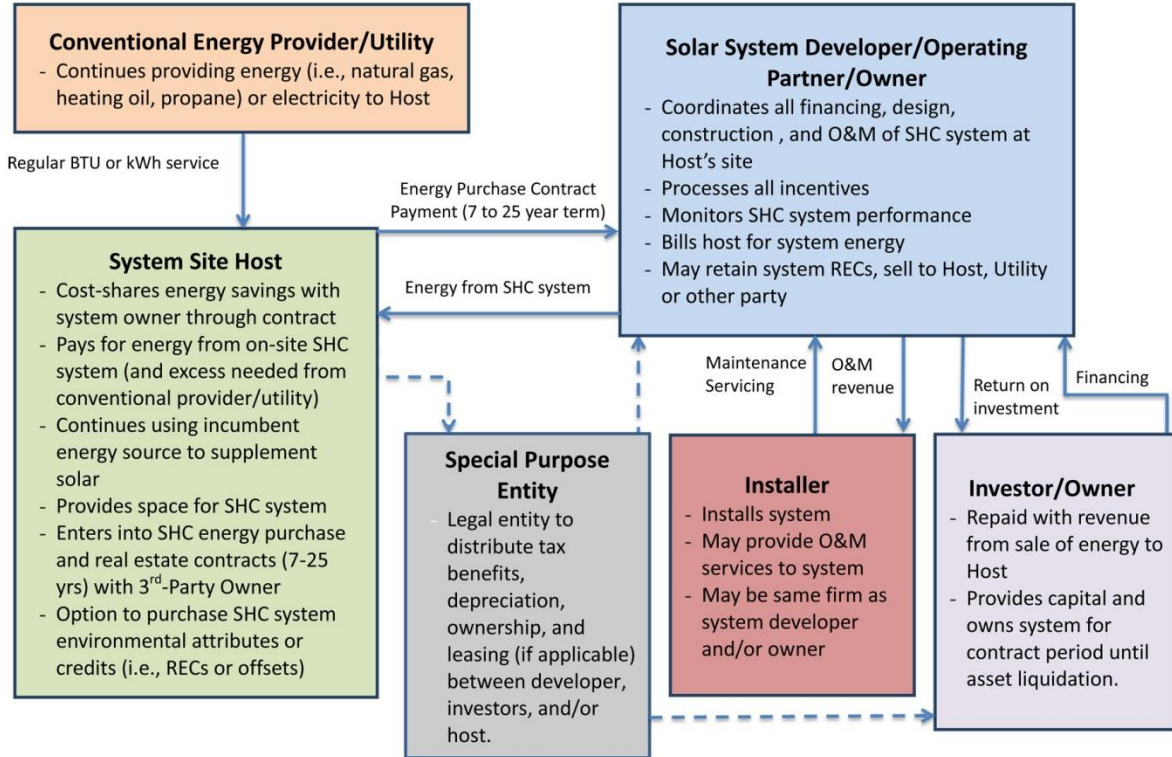 Conventional Energy Provider/Utility
- Continues providing energy (i.e., natural gas,
heating oil, propane) or electricity to Host
Solar System Developer/Operating
Partner/Owner
- Coordinates all financing, design,
construction , and O&M of SHC system at
Host's site
- Processes all incentives
- Monitors SHC system performance
- Bills host for system energy
- May retain system RECs, sell to Host, Utility
or other party
Regular BTU or kWh service
Energy Purchase Contract
Payment (7 to 25 year term)
Energy from SHC system
System Site Host
- Cost-shares energy savings with
system owner through contract
- Pays for energy from on-site SHC
system (and excess needed from
conventional provider/utility)
- Continues using incumbent
energy source to supplement
solar
- Provides space for SHC system
- Enters into SHC energy purchase
and real estate contracts (7-25
yrs) with 3rd-Party Owner
- Option to purchase SHC system
environmental attributes or
credits (i.e., RECs or offsets)
Maintenance
Servicing
O&M
revenue
Return on
investment
Financing
Special Purpose
Entity
- Legal entity to
distribute tax
benefits,
depreciation,
ownership, and
leasing (if applicable)
between developer,
investors, and/or
host.
Installer
- Installs system
- May provide O&M
services to system
- May be same firm as
system developer
and/or owner
Investor/Owner
- Repaid with revenue
from sale of energy to
Host
- Provides capital and
owns system for
contract period until
asset liquidation.